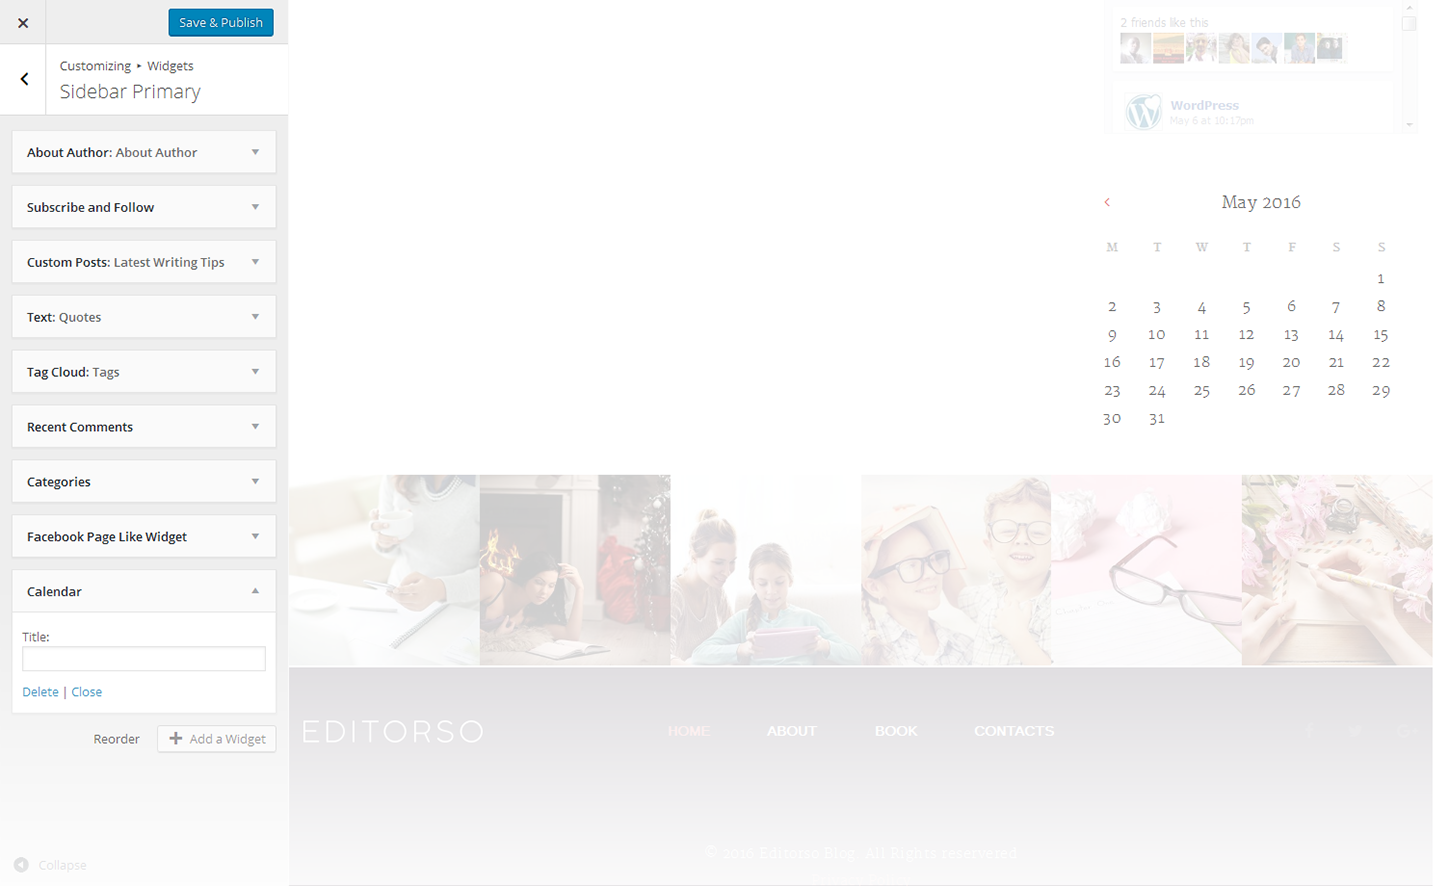 Save & Publish
Customizing ▸ Widgets
Sidebar Primary
About Author: About Author
Subscribe and Follow
Custom Posts: Latest Writing Tips
Text: Quotes
Tag Cloud: Tags
Recent Comments
Categories
Facebook Page Like Widget
Calendar
Title:
Delete | Close
Reorder
Add a Widget
Collapse
2 friends like this
WordPress
May 6 at 10:17pm
May 2016
M T W T F S S
1
2 3 4 5 6 7 8
9 10 11 12 13 14 15
16 17 18 19 20 21 22
23 24 25 26 27 28 29
30 31
EDITORSO
HOME ABOUT BOOK CONTACTS
© 2016 Editorso Blog. All Rights reservered